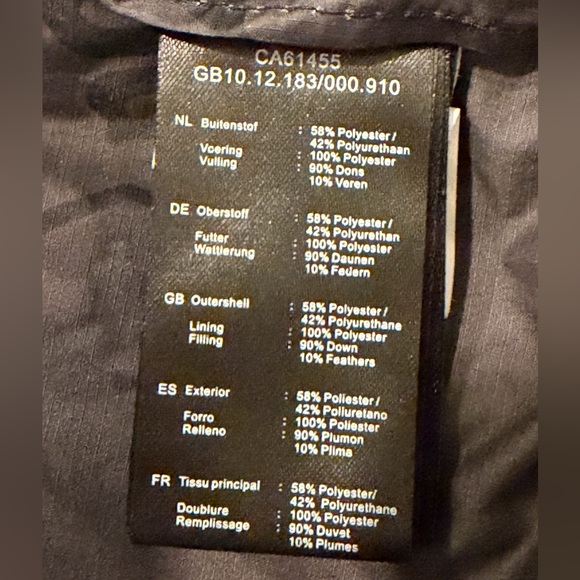 CA61455
GB10.12.183/000.910
NL Buitenstof : 58% Polyester /
42% Polyurethaan
Voering : 100% Polyester
Vulling : 90% Dons
10% Veren
DE Oberstoff : 58% Polyester /
42% Polyurethan
Futter : 100% Polyester
Wattierung : 90% Daunen
10% Federn
GB Outershell : 58% Polyester /
42% Polyurethane
Lining : 100% Polyester
Filling : 90% Down
10% Feathers
ES Exterior : 58% Poliester /
42% Poliuretano
Forro : 100% Poliester
Relleno : 90% Plumon
10% Plima
FR Tissu principal : 58% Polyester/
42% Polyurethane
Doublure : 100% Polyester
Remplissage : 90% Duvet
10% Plumes